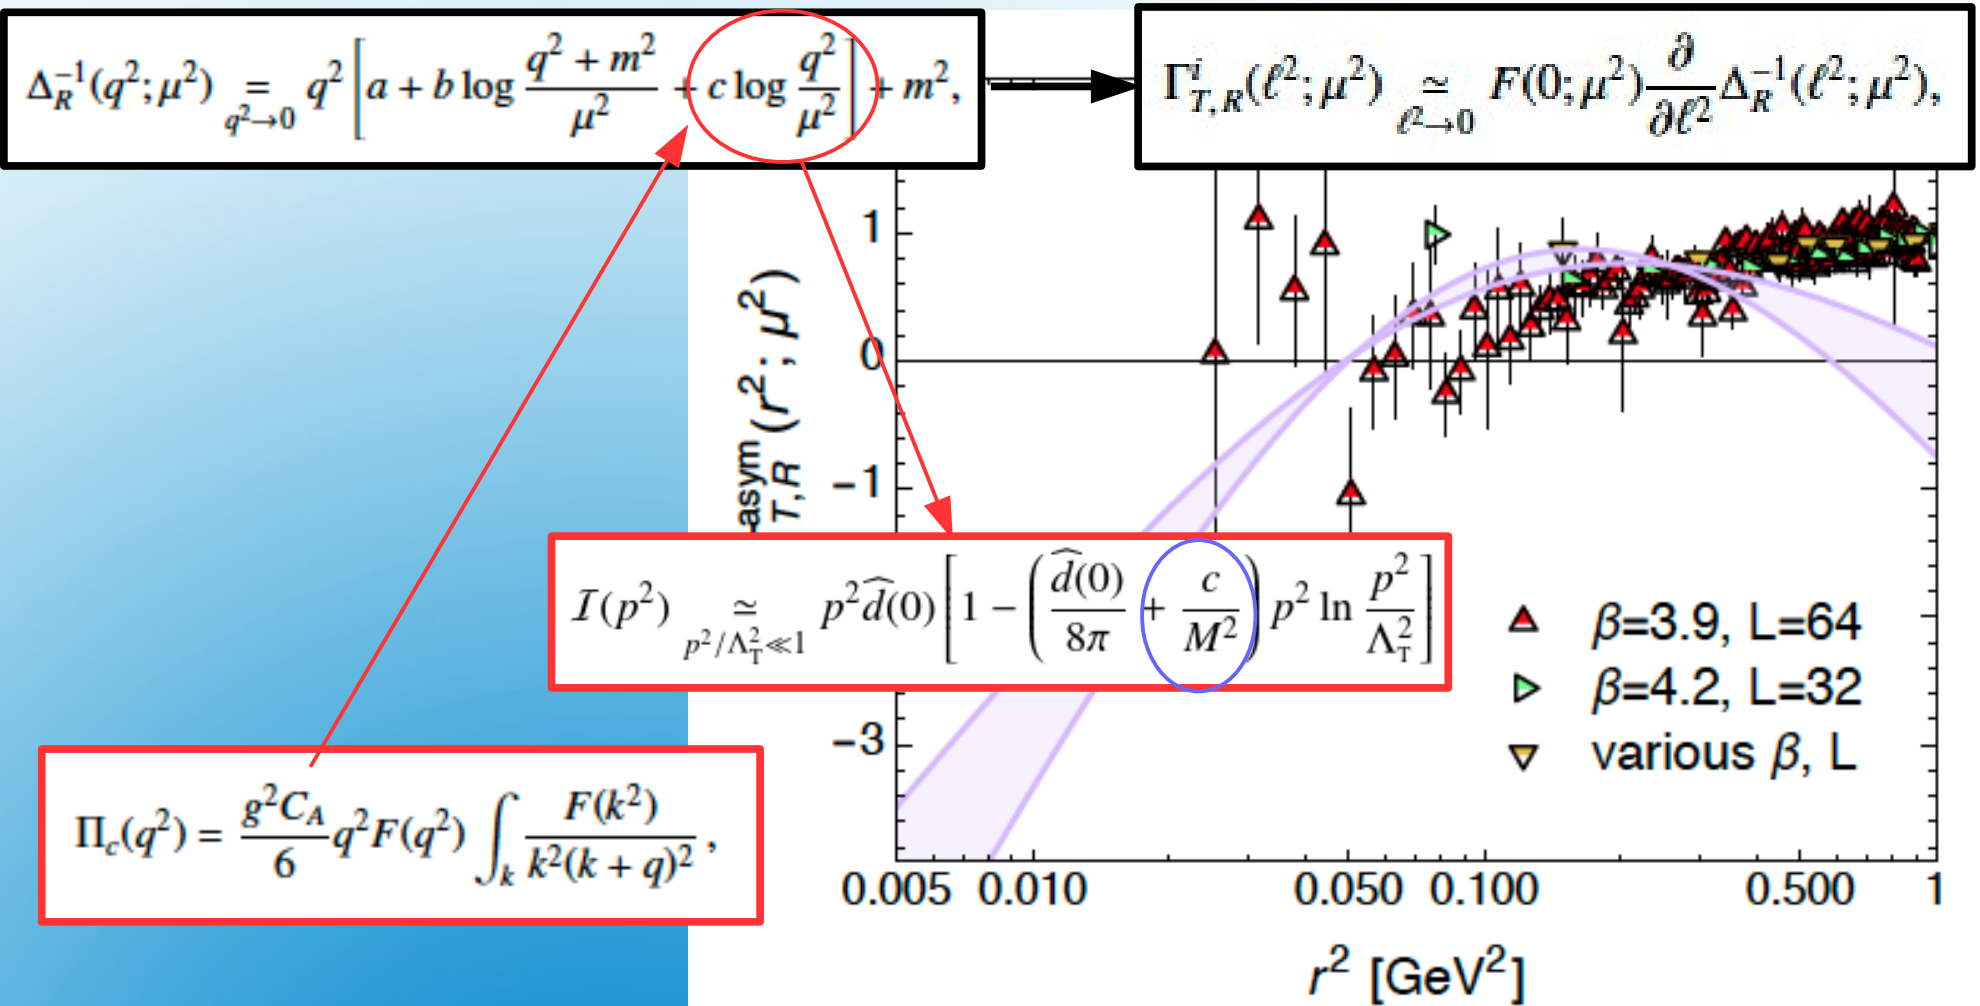 Δ_R^{-1}(q²;μ²) =_{q²→0} q² [a + b log (q² + m²)/μ² + c log q²/μ²] + m²,
Γ^i_{T,R}(ℓ²;μ²) ≃_{ℓ²→0} F(0;μ²) ∂/∂ℓ² Δ_R^{-1}(ℓ²;μ²),
1
0
−1
−3
asym
T,R (r²; μ²)
I(p²) ≃_{p²/Λ_T²≪1} p² d̂(0) [1 − (d̂(0)/8π + c/M²) p² ln p²/Λ_T²]
β=3.9, L=64
β=4.2, L=32
various β, L
Π_c(q²) = g²C_A/6 q²F(q²) ∫_k F(k²)/k²(k + q)²,
0.005 0.010 0.050 0.100 0.500 1
r² [GeV²]